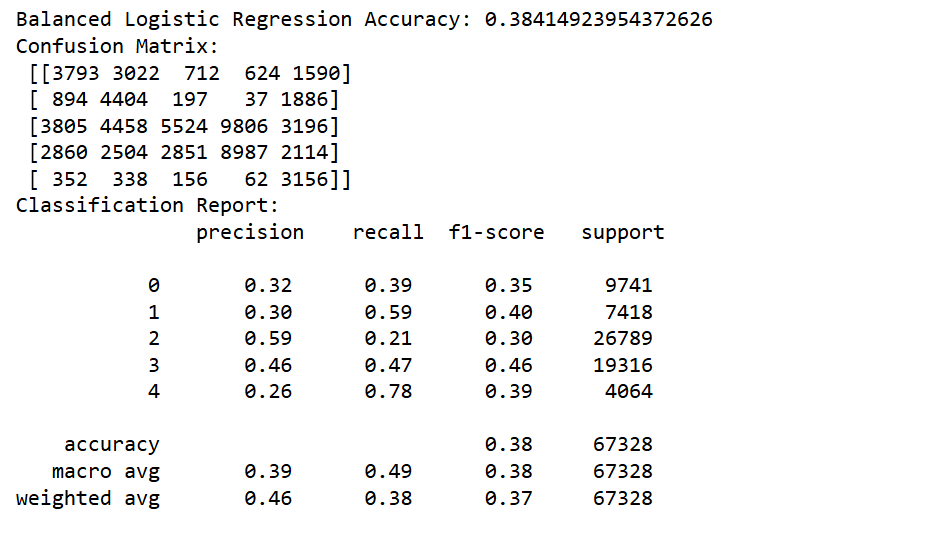 Balanced Logistic Regression Accuracy: 0.38414923954372626
Confusion Matrix:
[[3793 3022 712 624 1590]
[ 894 4404 197 37 1886]
[3805 4458 5524 9806 3196]
[2860 2504 2851 8987 2114]
[ 352 338 156 62 3156]]
Classification Report:
precision recall f1-score support
0 0.32 0.39 0.35 9741
1 0.30 0.59 0.40 7418
2 0.59 0.21 0.30 26789
3 0.46 0.47 0.46 19316
4 0.26 0.78 0.39 4064
accuracy 0.38 67328
macro avg 0.39 0.49 0.38 67328
weighted avg 0.46 0.38 0.37 67328